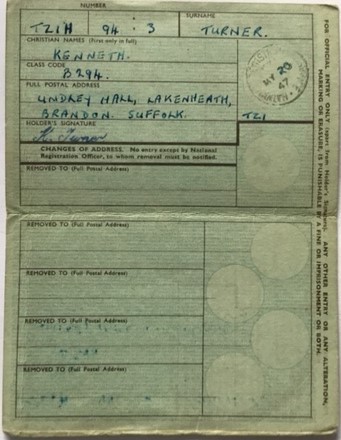 NUMBER
SURNAME
TZIH 94 : 3
TURNER.
CHRISTIAN NAMES (First only in full)
KENNETH.
CLASS CODE
B294.
FULL POSTAL ADDRESS
UNDLEY HALL, LAKENHEATH,
BRANDON. SUFFOLK.
TZI
HOLDER'S SIGNATURE
K. Turner
CHANGES OF ADDRESS. No entry except by National
Registration Officer, to whom removal must be notified.
REMOVED TO (Full Postal Address)
REMOVED TO (Full Postal Address)
REMOVED TO (Full Postal Address)
REMOVED TO (Full Postal Address)
REMOVED TO (Full Postal Address)
MY 20
47
FOR OFFICIAL ENTRY ONLY (apart from Holder's Signature). ANY OTHER ENTRY OR ANY ALTERATION,
MARKING OR ERASURE, IS PUNISHABLE BY A FINE OR IMPRISONMENT OR BOTH.